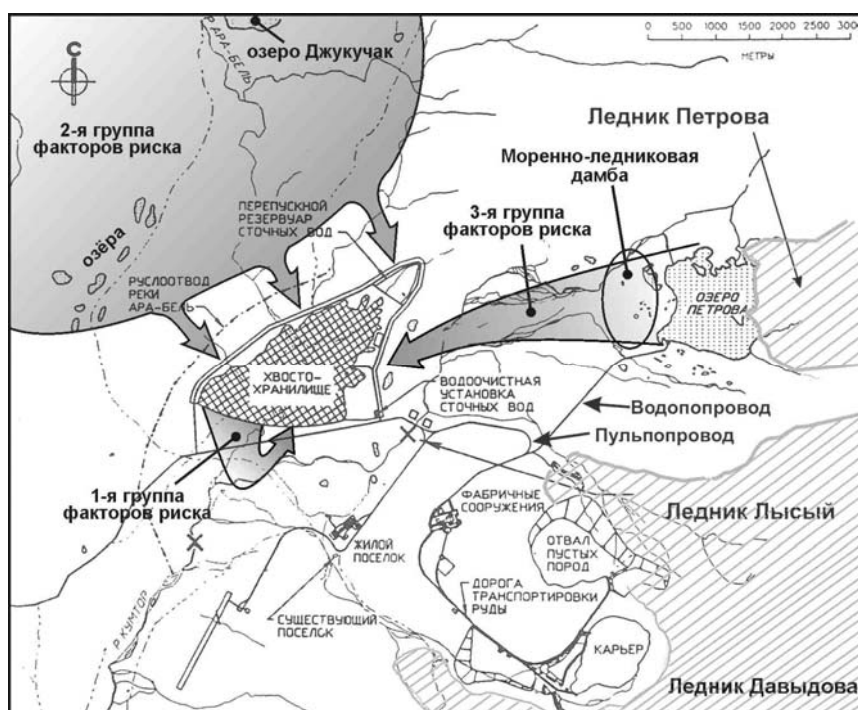 Р АРА-БЕЛЬ
озеро Джукучак
0 500 1000 1500 2000 2500 3000
МЕТРЫ
С
2-я группа
факторов риска
Ледник Петрова
Моренно-ледниковая
дамба
3-я группа
факторов риска
ПЕРЕПУСКНОЙ
РЕЗЕРВУАР
СТОЧНЫХ ВОД
озёра
РУСЛООТВОД
РЕКИ
АРА-БЕЛЬ
ОЗЕРО
ПЕТРОВА
ХВОСТО-
ХРАНИЛИЩЕ
ВОДООЧИСТНАЯ
УСТАНОВКА
СТОЧНЫХ ВОД
Водопопровод
Пульпопровод
1-я группа
факторов риска
ФАБРИЧНЫЕ
СООРУЖЕНИЯ
Ледник Лысый
ОТВАЛ
ПУСТЫХ
ПОРОД
ЖИЛОЙ
ПОСЕЛОК
ДОРОГА
ТРАНСПОРТИРОВКИ
РУДЫ
СУЩЕСТВУЮЩИЙ
ПОСЕЛОК
Р КУМТОР
КАРЬЕР
Ледник Давыдова